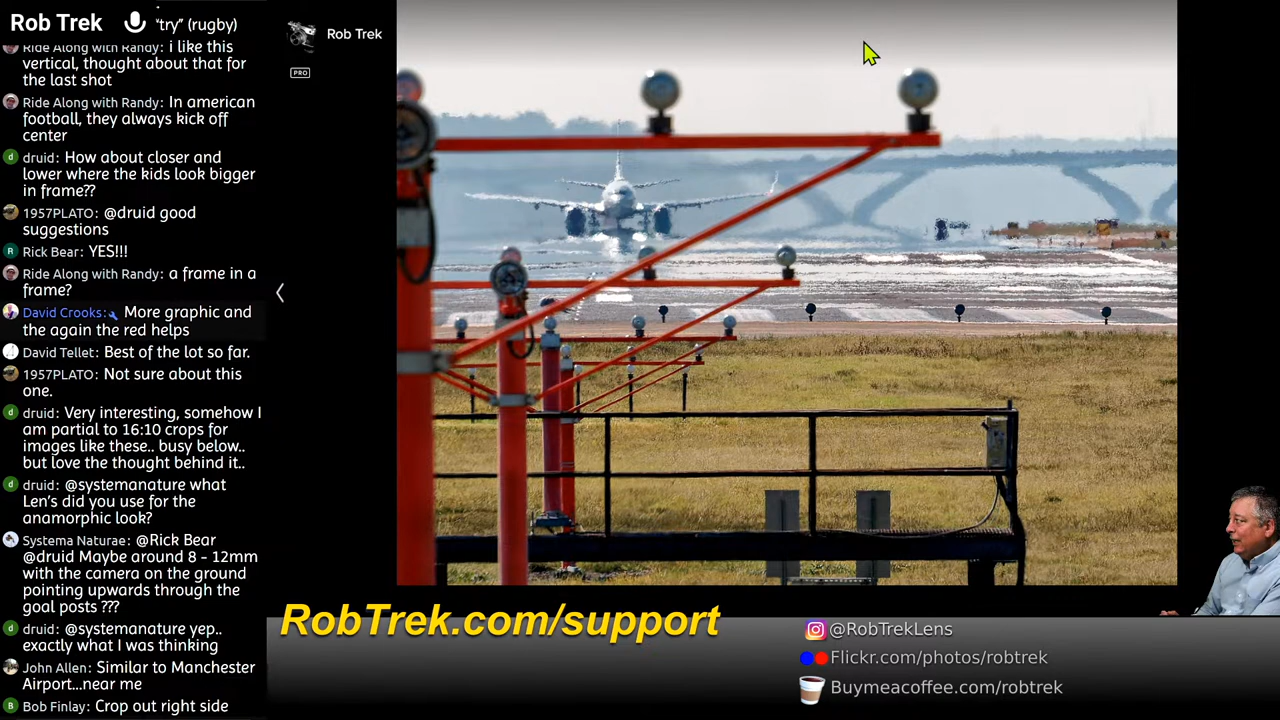 Rob Trek
"try" (rugby)
Ride Along with Randy: i like this
vertical, thought about that for
the last shot
Ride Along with Randy: In american
football, they always kick off
center
d druid: How about closer and
lower where the kids look bigger
in frame??
1957PLATO: @druid good
suggestions
R Rick Bear: YES!!!
Ride Along with Randy: a frame in a
frame?
David Crooks: More graphic and
the again the red helps
David Tellet: Best of the lot so far.
1957PLATO: Not sure about this
one.
d druid: Very interesting, somehow I
am partial to 16:10 crops for
images like these.. busy below..
but love the thought behind it..
d druid: @systemanature what
Len's did you use for the
anamorphic look?
Systema Naturae: @Rick Bear
@druid Maybe around 8 - 12mm
with the camera on the ground
pointing upwards through the
goal posts ???
d druid: @systemanature yep..
exactly what I was thinking
John Allen: Similar to Manchester
Airport...near me
B Bob Finlay: Crop out right side
Rob Trek
PRO
RobTrek.com/support
@RobTrekLens
Flickr.com/photos/robtrek
Buymeacoffee.com/robtrek